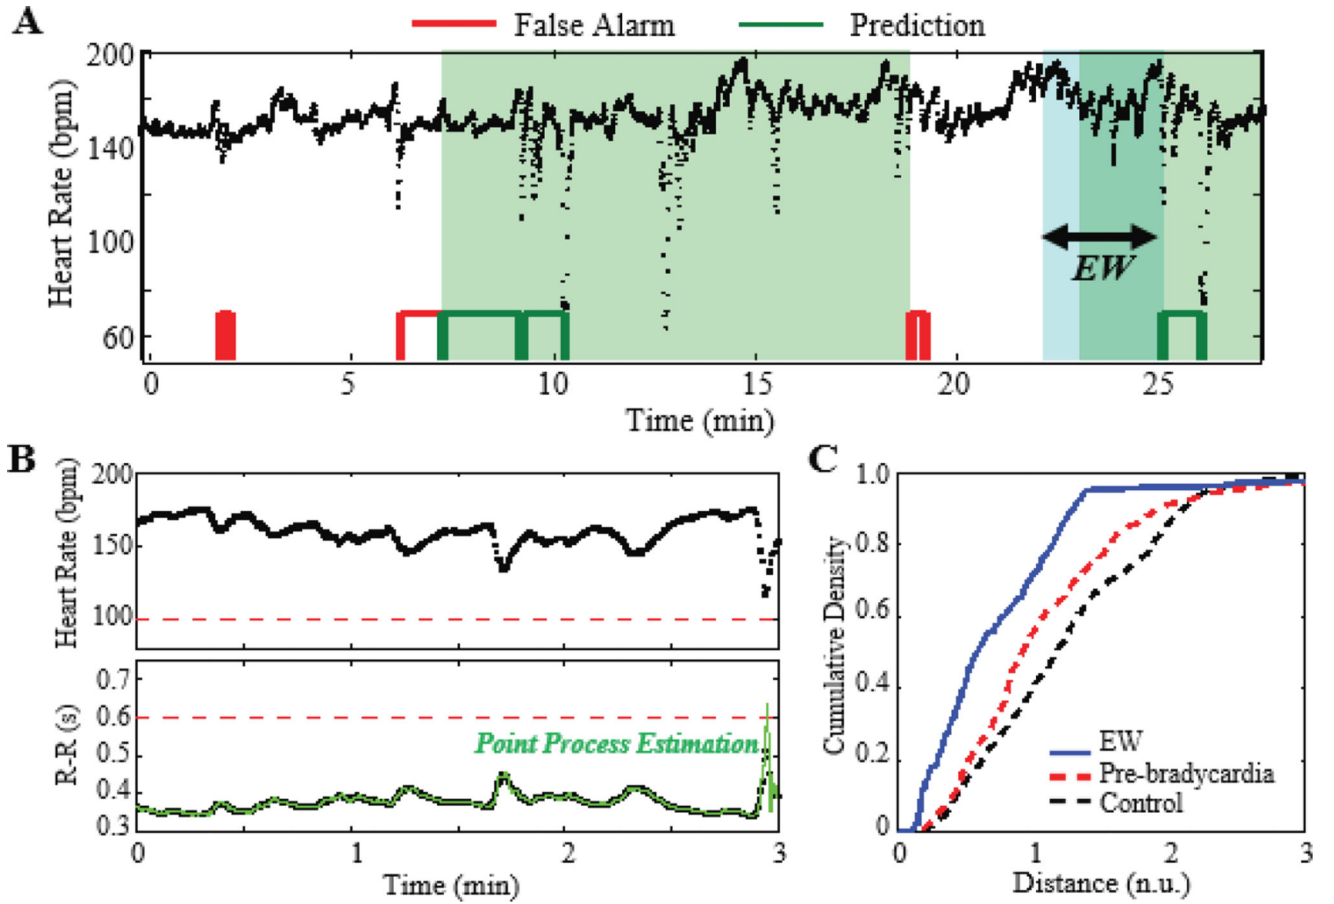 A
False Alarm
Prediction
Heart Rate (bpm)
200
140
100
60
EW
0
5
10
15
20
25
Time (min)
B
Heart Rate (bpm)
200
150
100
R-R (s)
0.7
0.6
0.5
0.4
0.3
Point Process Estimation
0
1
2
3
Time (min)
C
Cumulative Density
1.0
0.8
0.6
0.4
0.2
0
EW
Pre-bradycardia
Control
0
1
2
3
Distance (n.u.)